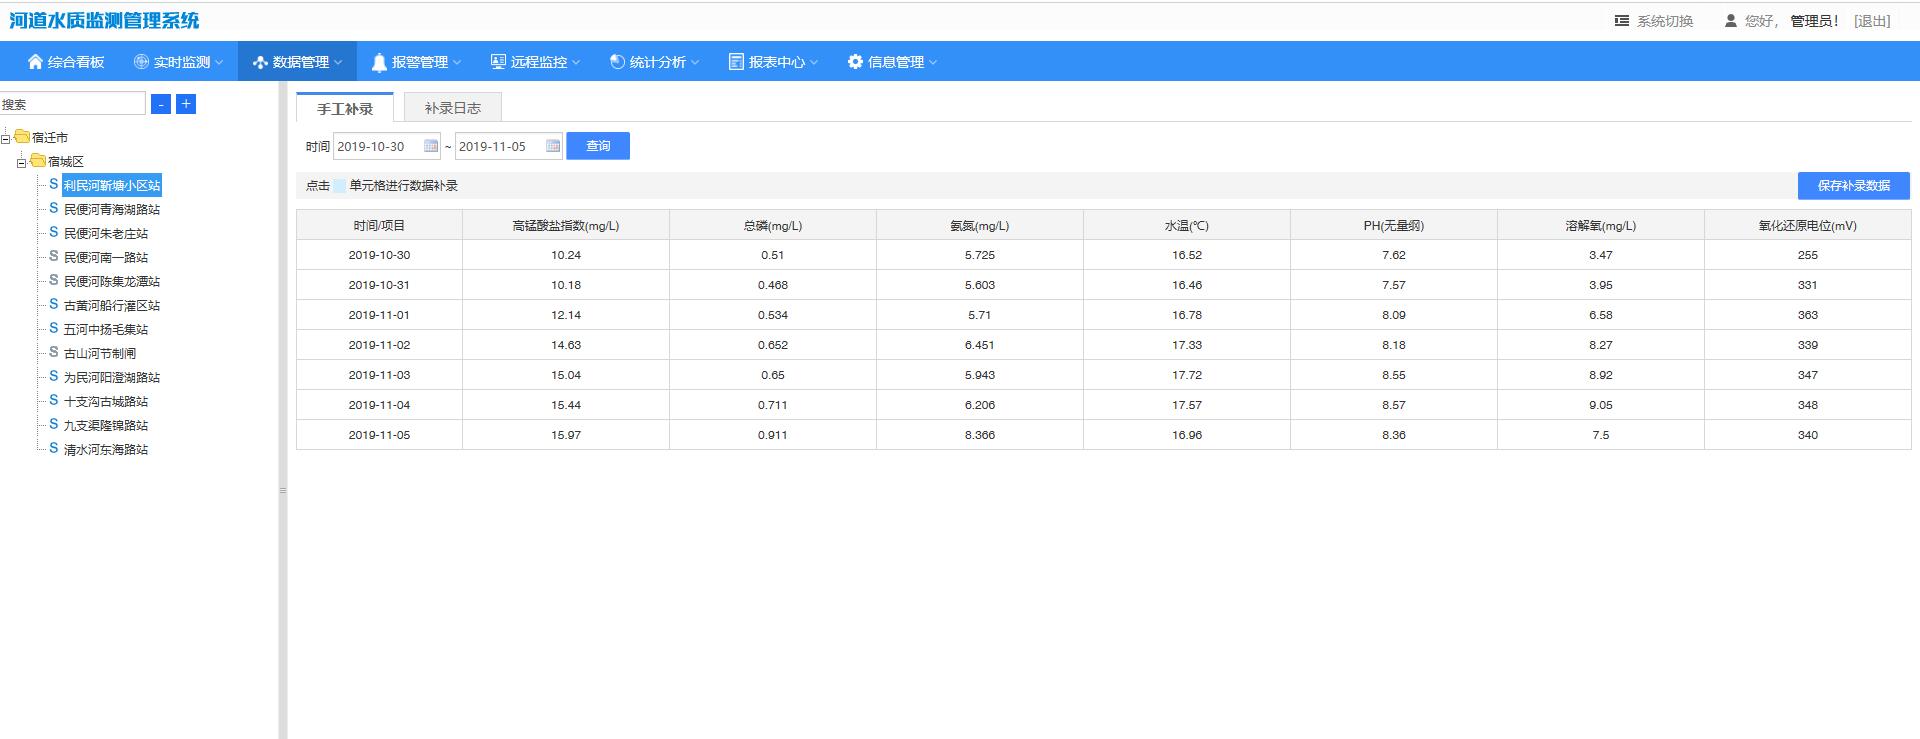 河道水质监测管理系统 系统切换 您好，管理员！ [退出]
综合看板 实时监测 数据管理 报警管理 远程监控 统计分析 报表中心 信息管理
搜索 - +
宿迁市
宿城区
S 利民河靳塘小区站
S 民便河青海湖路站
S 民便河朱老庄站
S 民便河南一路站
S 民便河陈集龙潭站
S 古黄河船行灌区站
S 五河中扬毛集站
S 古山河节制闸
S 为民河阳澄湖路站
S 十支沟古城路站
S 九支渠隆锦路站
S 清水河东海路站
手工补录 补录日志
时间 2019-10-30 ~ 2019-11-05 查询
点击 单元格进行数据补录 保存补录数据
时间/项目 高锰酸盐指数(mg/L) 总磷(mg/L) 氨氮(mg/L) 水温(℃) PH(无量纲) 溶解氧(mg/L) 氧化还原电位(mV)
2019-10-30 10.24 0.51 5.725 16.52 7.62 3.47 255
2019-10-31 10.18 0.468 5.603 16.46 7.57 3.95 331
2019-11-01 12.14 0.534 5.71 16.78 8.09 6.58 363
2019-11-02 14.63 0.652 6.451 17.33 8.18 8.27 339
2019-11-03 15.04 0.65 5.943 17.72 8.55 8.92 347
2019-11-04 15.44 0.711 6.206 17.57 8.57 9.05 348
2019-11-05 15.97 0.911 8.366 16.96 8.36 7.5 340